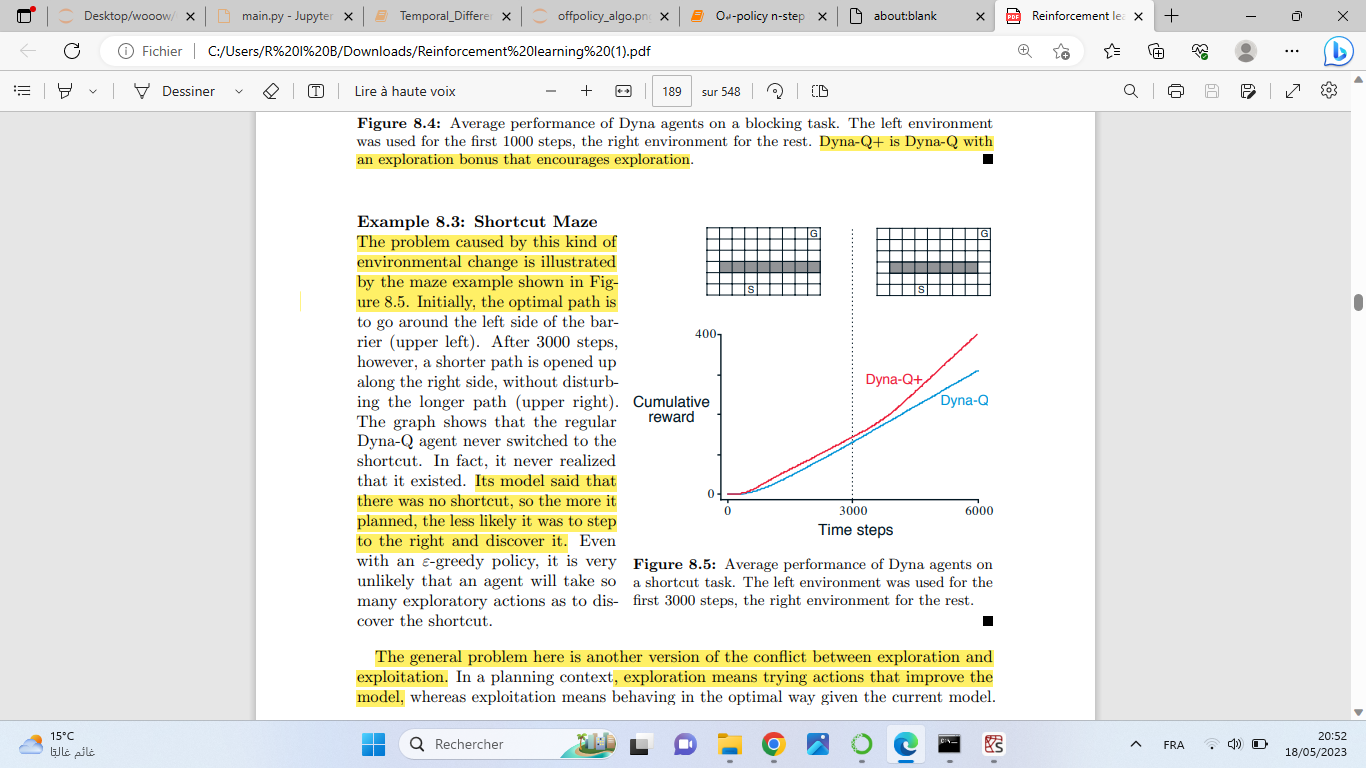 Desktop/wooow/
main.py - Jupyter
Temporal_Differe
offpolicy_algo.pn
-policy n-step
about:blank
Reinforcement lea
Fichier
C:/Users/R%20I%20B/Downloads/Reinforcement%20learning%20(1).pdf
Dessiner
Lire à haute voix
189
sur 548
Figure 8.4: Average performance of Dyna agents on a blocking task. The left environment
was used for the first 1000 steps, the right environment for the rest. Dyna-Q+ is Dyna-Q with
an exploration bonus that encourages exploration.
Example 8.3: Shortcut Maze
The problem caused by this kind of
environmental change is illustrated
by the maze example shown in Fig-
ure 8.5. Initially, the optimal path is
to go around the left side of the bar-
rier (upper left). After 3000 steps,
however, a shorter path is opened up
along the right side, without disturb-
ing the longer path (upper right).
The graph shows that the regular
Dyna-Q agent never switched to the
shortcut. In fact, it never realized
that it existed. Its model said that
there was no shortcut, so the more it
planned, the less likely it was to step
to the right and discover it. Even
with an ε-greedy policy, it is very
unlikely that an agent will take so
many exploratory actions as to dis-
cover the shortcut.
G
S
G
S
400
Dyna-Q+
Dyna-Q
Cumulative
reward
0
0
3000
6000
Time steps
Figure 8.5: Average performance of Dyna agents on
a shortcut task. The left environment was used for the
first 3000 steps, the right environment for the rest.
The general problem here is another version of the conflict between exploration and
exploitation. In a planning context, exploration means trying actions that improve the
model, whereas exploitation means behaving in the optimal way given the current model.
15°C
غائم غالبًا
Rechercher
FRA
20:52
18/05/2023